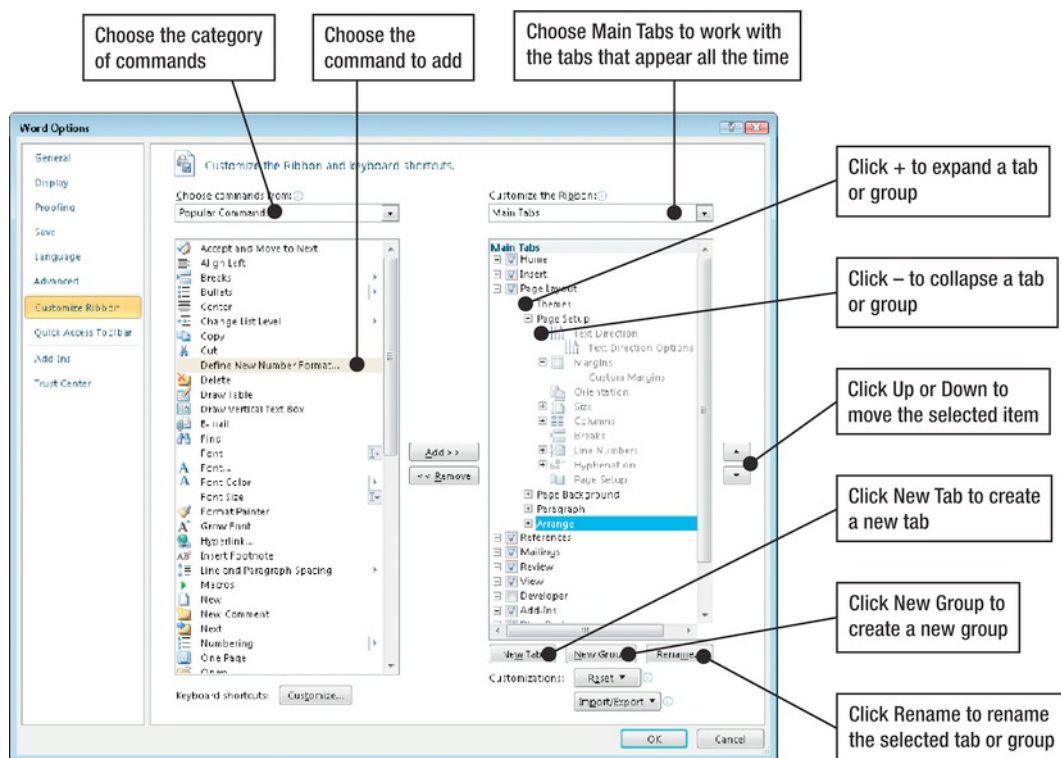 Choose the category
of commands
Choose the
command to add
Choose Main Tabs to work with
the tabs that appear all the time
Word Options
General
Display
Proofing
Save
Language
Advanced
Customize Ribbon
Quick Access Toolbar
Add-Ins
Trust Center
Customize the Ribbon and keyboard shortcuts.
Choose commands from:
Popular Command
Accept and Move to Next
Align Left
Breaks
Bullets
Center
Change List Level
Copy
Cut
Define New Number Format...
Delete
Draw Table
Draw Vertical Text Box
E-mail
Find
Font
Font...
Font Color
Font Size
Format Painter
Grow Font
Hyperlink...
Insert Footnote
Line and Paragraph Spacing
Macros
New
New Comment
Next
Numbering
One Page
Open
Keyboard shortcuts: Customize...
Add >>
<< Remove
Customize the Ribbon:
Main Tabs
Main Tabs
Home
Insert
Page Layout
Themes
Page Setup
Text Direction
Text Direction Options
Margins
Custom Margins
Orientation
Size
Columns
Breaks
Line Numbers
Hyphenation
Page Setup
Page Background
Paragraph
Arrange
References
Mailings
Review
View
Developer
Add-Ins
New Tab New Group Rename
Customizations: Reset
Import/Export
OK Cancel
Click + to expand a tab
or group
Click – to collapse a tab
or group
Click Up or Down to
move the selected item
Click New Tab to create
a new tab
Click New Group to
create a new group
Click Rename to rename
the selected tab or group